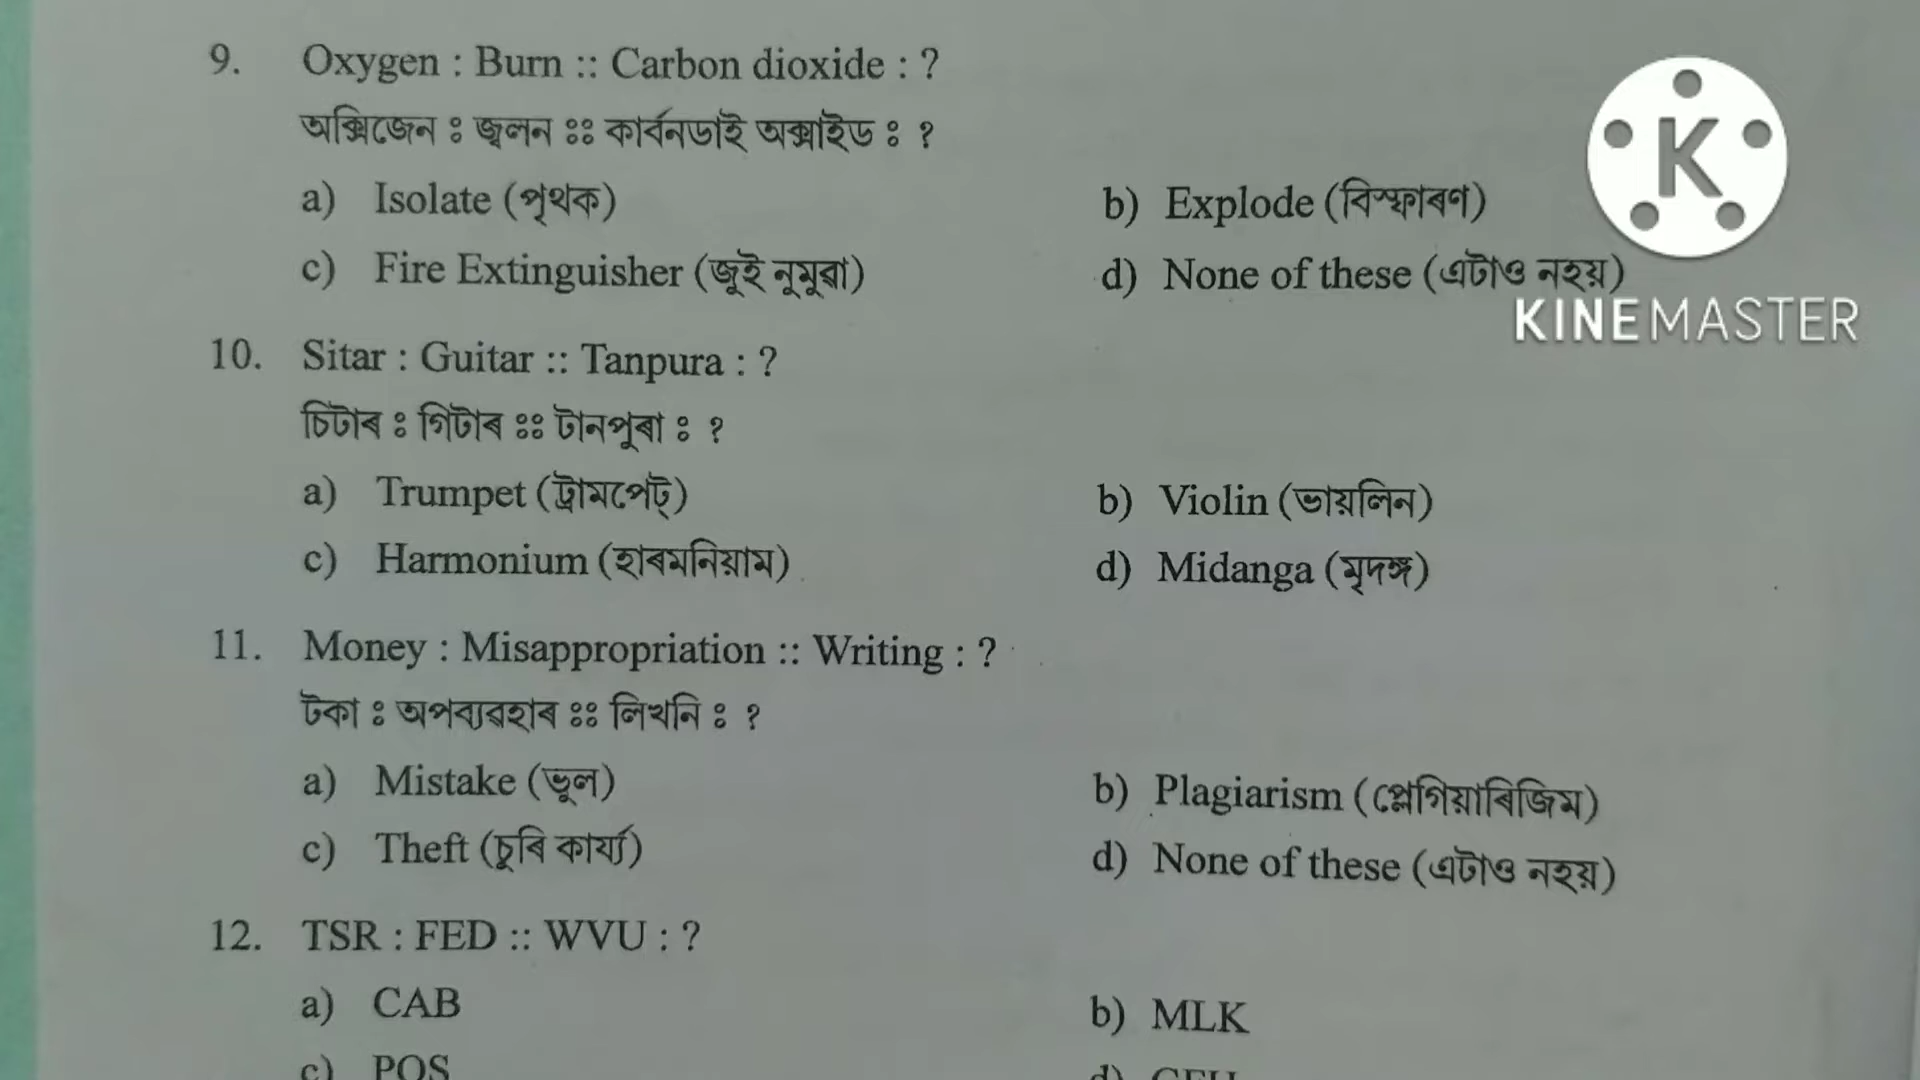 9. Oxygen : Burn :: Carbon dioxide : ?
অক্সিজেন ঃ জ্বলন ঃঃ কাৰ্বনডাই অক্সাইড ঃ ?
a) Isolate (পৃথক)
b) Explode (বিস্ফাৰণ)
c) Fire Extinguisher (জুই নুমুৱা)
d) None of these (এটাও নহয়)
K
KINEMASTER
10. Sitar : Guitar :: Tanpura : ?
চিটাৰ ঃ গিটাৰ ঃঃ টানপুৰা ঃ ?
a) Trumpet (ট্ৰামপেট্)
b) Violin (ভায়লিন)
c) Harmonium (হাৰমনিয়াম)
d) Midanga (মৃদঙ্গ)
11. Money : Misappropriation :: Writing : ?
টকা ঃ অপব্যৱহাৰ ঃঃ লিখনি ঃ ?
a) Mistake (ভূল)
b) Plagiarism (প্লেগিয়াৰিজিম)
c) Theft (চুৰি কাৰ্য্য)
d) None of these (এটাও নহয়)
12. TSR : FED :: WVU : ?
a) CAB
b) MLK
c) PQS
d)